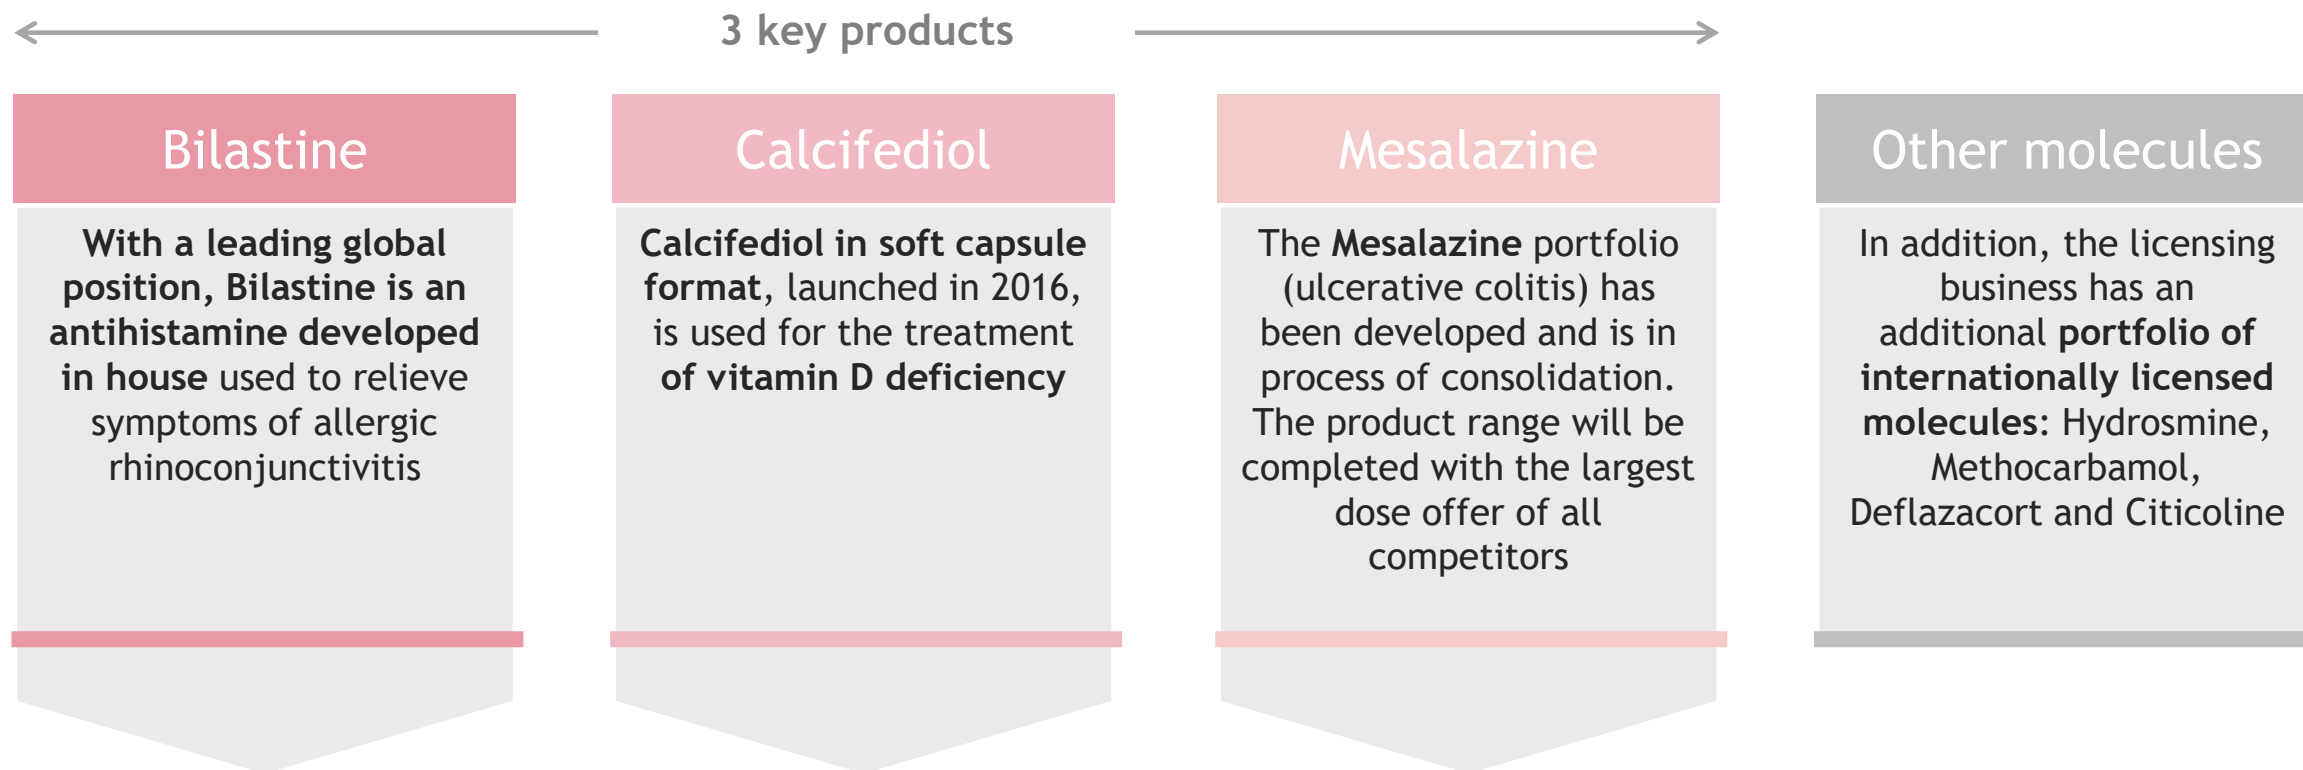 3 key products
Bilastine
With a leading global
position, Bilastine is an
antihistamine developed
in house used to relieve
symptoms of allergic
rhinoconjunctivitis
Calcifediol
Calcifediol in soft capsule
format, launched in 2016,
is used for the treatment
of vitamin D deficiency
Mesalazine
The Mesalazine portfolio
(ulcerative colitis) has
been developed and is in
process of consolidation.
The product range will be
completed with the largest
dose offer of all
competitors
Other molecules
In addition, the licensing
business has an
additional portfolio of
internationally licensed
molecules: Hydrosmine,
Methocarbamol,
Deflazacort and Citicoline